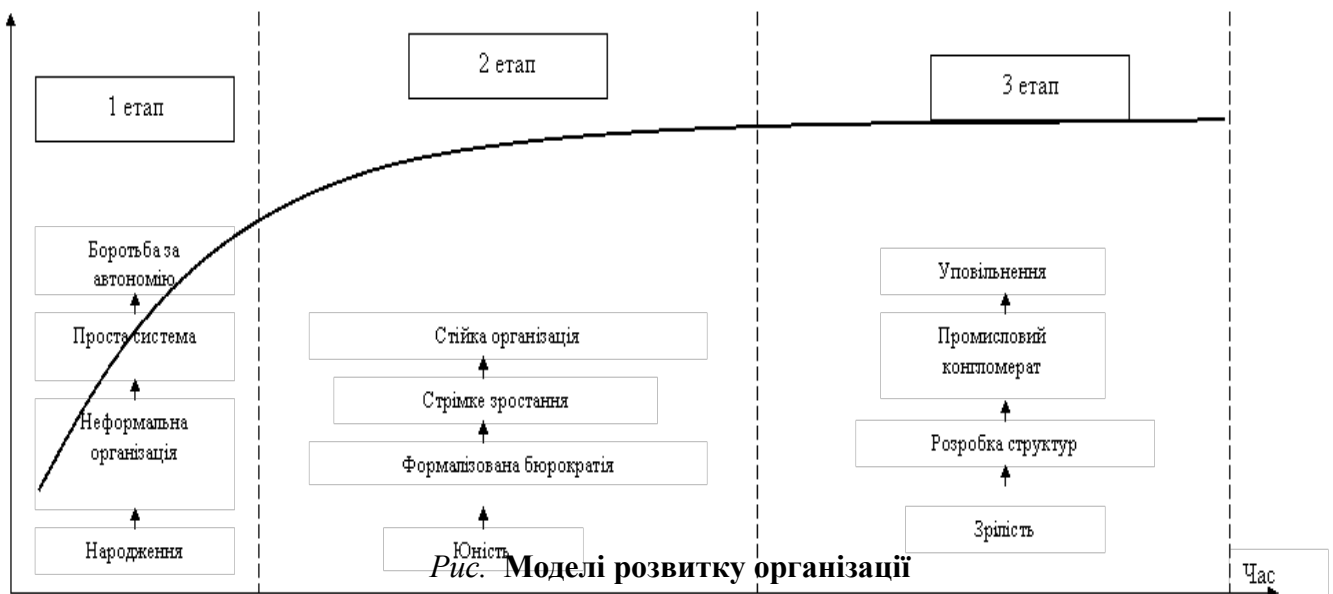 1 етап
2 етап
3 етап
Боротьба за
автономію
Проста система
Неформальна
організація
Народження
Стійка організація
Стрімке зростання
Формалізована бюрократія
Юність
Уповільнення
Промисловий
конгломерат
Розробка структур
Зрілість
Рис. Моделі розвитку організації
Час